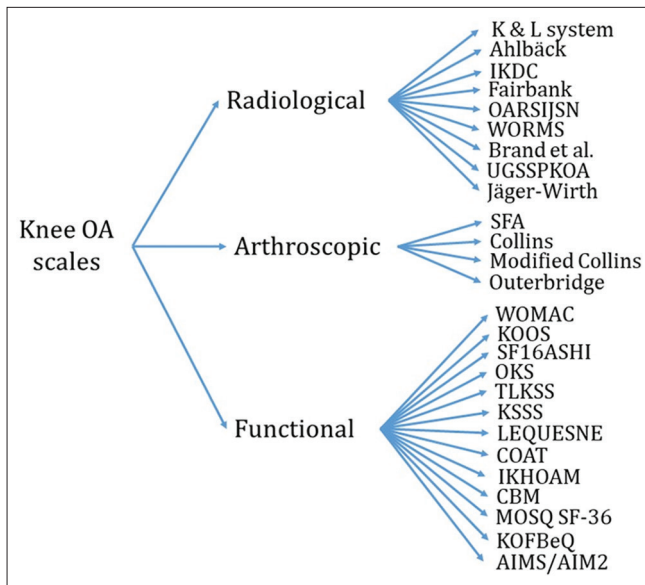 Knee OA
scales
Radiological
K & L system
Ahlbäck
IKDC
Fairbank
OARSIJSN
WORMS
Brand et al.
UGSSPKOA
Jäger-Wirth
Arthroscopic
SFA
Collins
Modified Collins
Outerbridge
Functional
WOMAC
KOOS
SF16ASHI
OKS
TLKSS
KSSS
LEQUESNE
COAT
IKHOAM
CBM
MOSQ SF-36
KOFBeQ
AIMS/AIM2